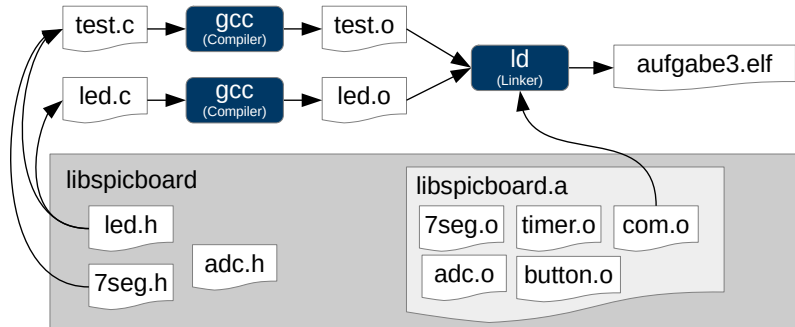 test.c
gcc
(Compiler)
test.o
led.c
gcc
(Compiler)
led.o
ld
(Linker)
aufgabe3.elf
libspicboard
led.h
7seg.h
adc.h
libspicboard.a
7seg.o
timer.o
com.o
adc.o
button.o